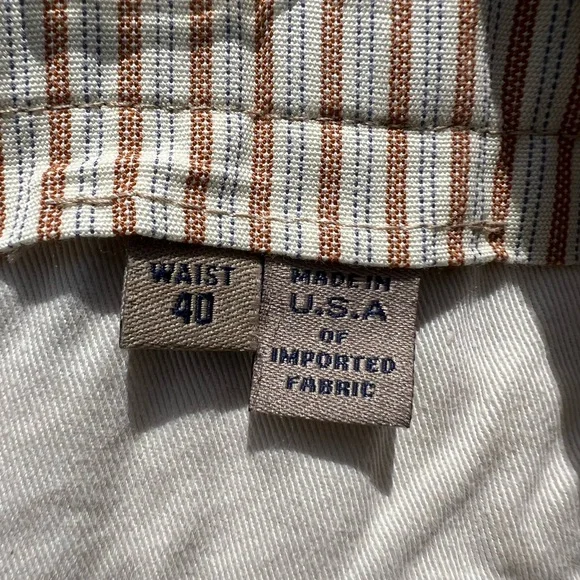 WAIST
40
MADE IN
U.S.A
OF
IMPORTED
FABRIC